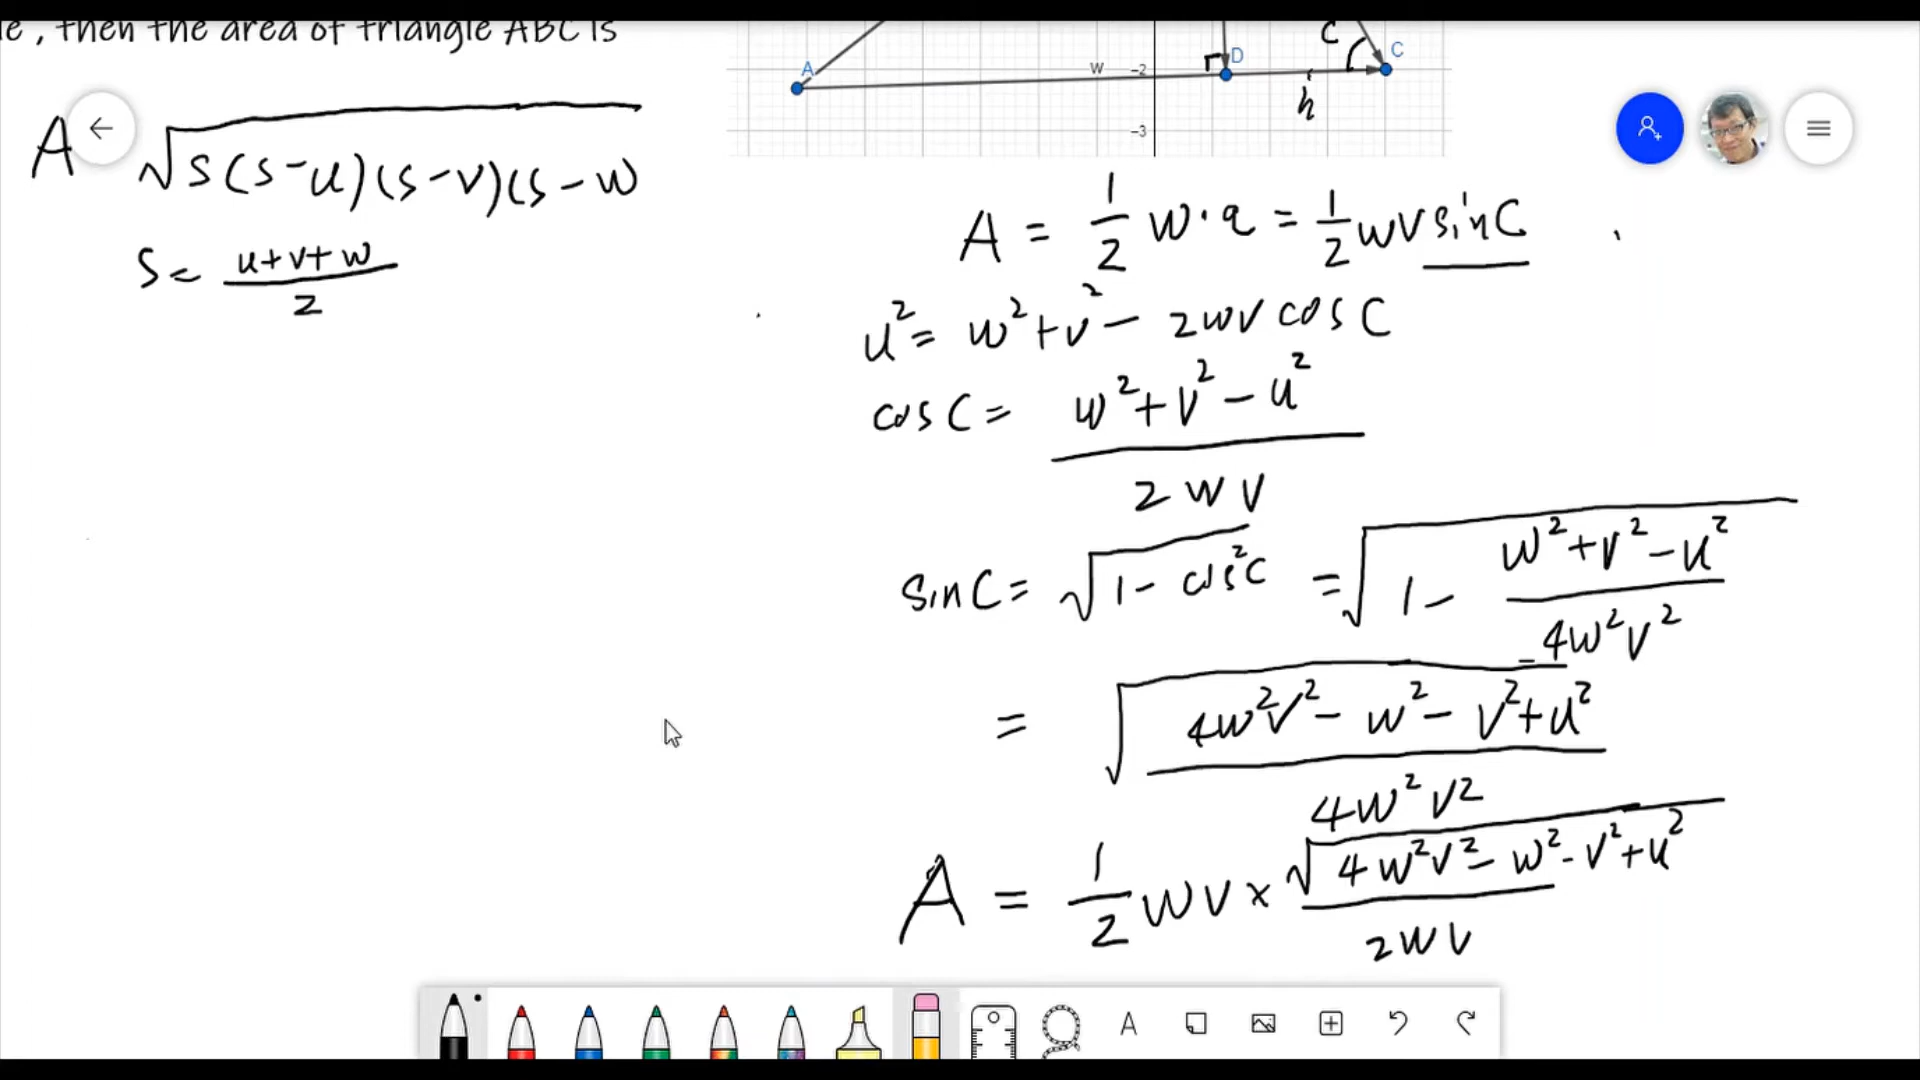 le, then the area of triangle ABC is
A √s(s-u)(s-v)(s-w)
s = (u+v+w)/2
A
W
-2
D
h
C
C
-3
A = 1/2 w·q = 1/2 wv sin C
u² = w² + v² - 2wv cos C
cos C = (w² + v² - u²)/(2wv)
sin C = √(1 - cos²C) = √(1 - (w² + v² - u²)/(4w²v²))
= √((4w²v² - w² - v² + u²)/(4w²v²))
A = 1/2 wv × √(4w²v² - w² - v² + u²)/(2wv)
A